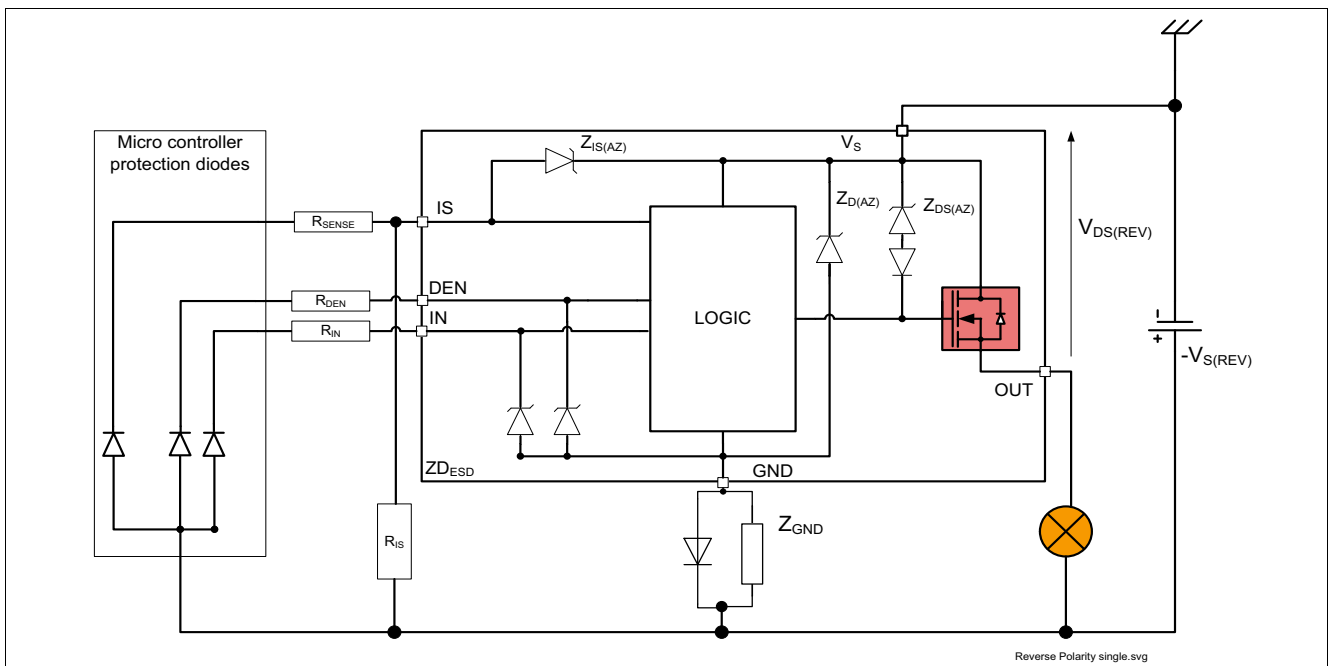 Micro controller
protection diodes
Z_IS(AZ)
V_S
R_SENSE
IS
Z_D(AZ)
Z_DS(AZ)
V_DS(REV)
R_DEN
DEN
R_IN
IN
LOGIC
-
+
-V_S(REV)
OUT
ZD_ESD
GND
R_IS
Z_GND
Reverse Polarity single.svg